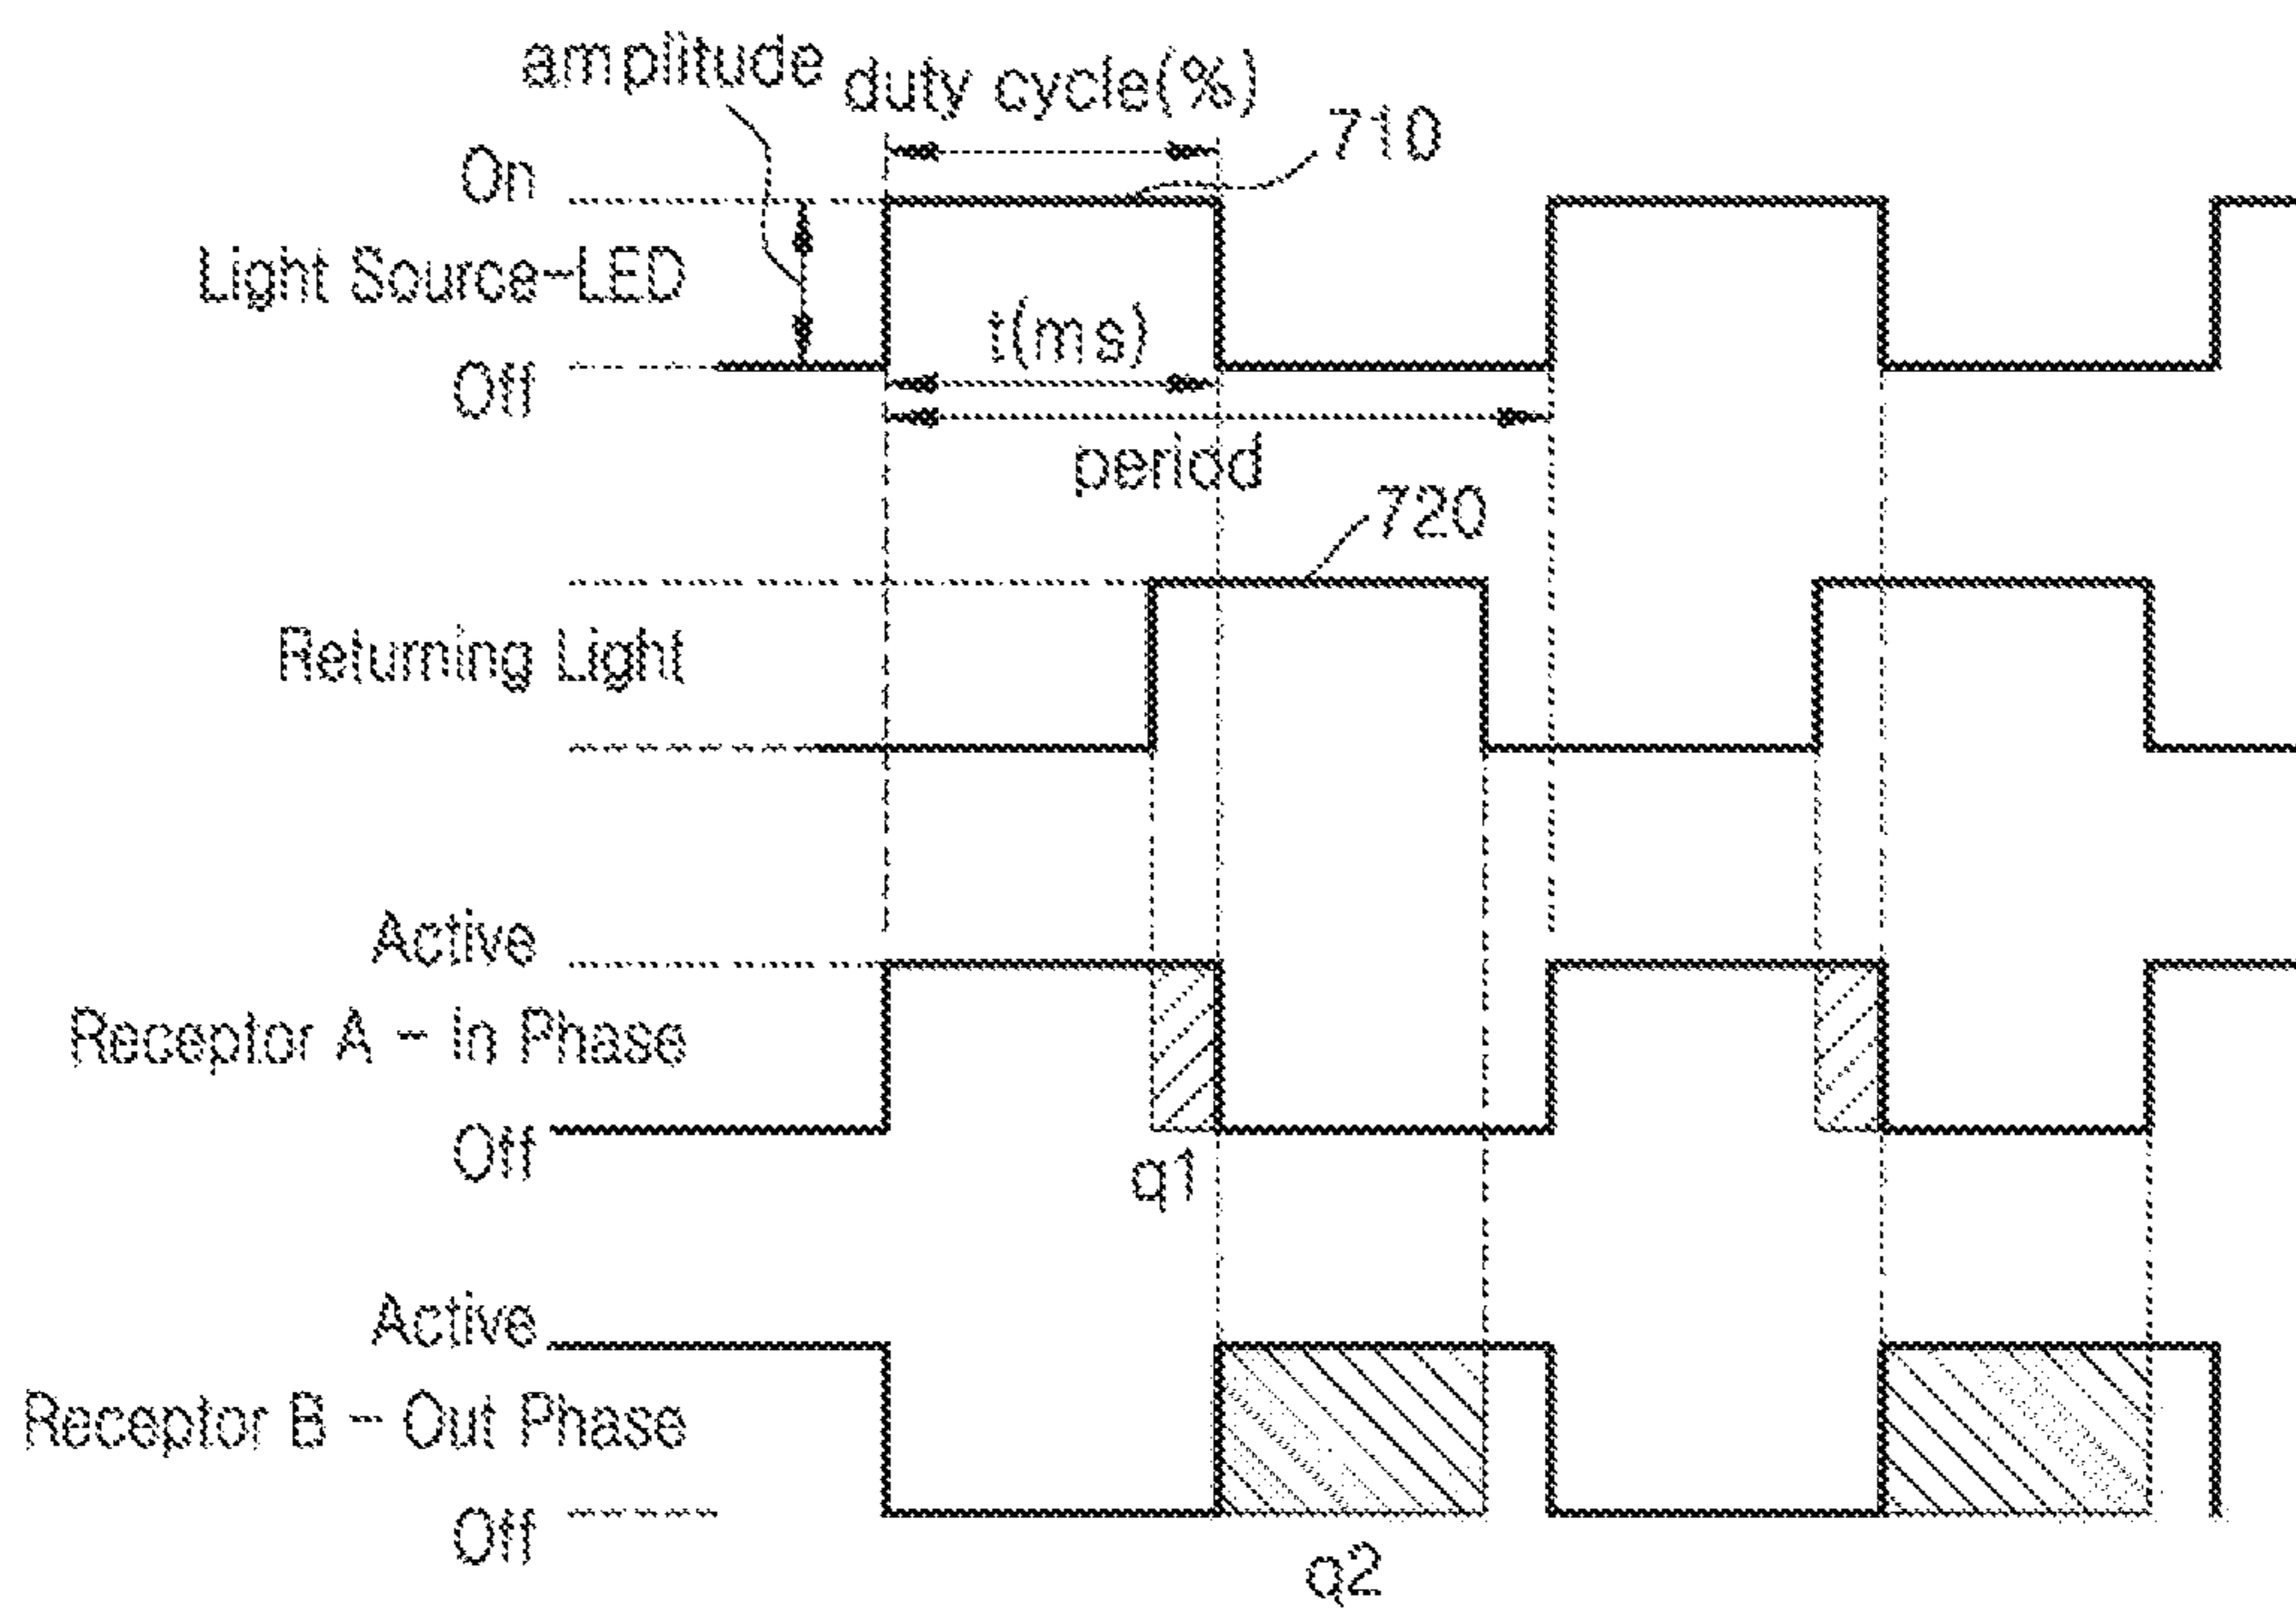 amplitude
duty cycle(%)
710
On
Light Source-LED
t(ms)
Off
period
720
Returning Light
Active
Receptor A - In Phase
Off
q1
Active
Receptor B - Out Phase
Off
q2